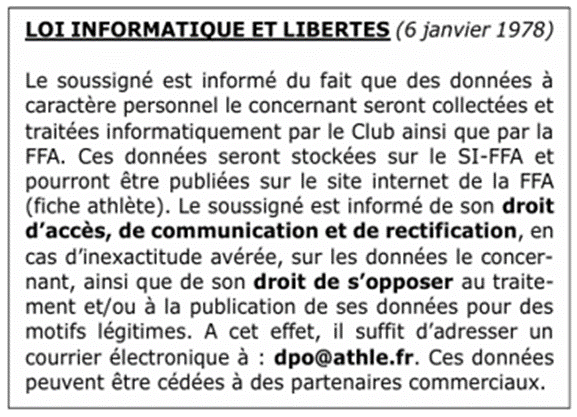 LOI INFORMATIQUE ET LIBERTES (6 janvier 1978)
Le soussigné est informé du fait que des données à
caractère personnel le concernant seront collectées et
traitées informatiquement par le Club ainsi que par la
FFA. Ces données seront stockées sur le SI-FFA et
pourront être publiées sur le site internet de la FFA
(fiche athlète). Le soussigné est informé de son droit
d'accès, de communication et de rectification, en
cas d'inexactitude avérée, sur les données le concer-
nant, ainsi que de son droit de s'opposer au traite-
ment et/ou à la publication de ses données pour des
motifs légitimes. A cet effet, il suffit d'adresser un
courrier électronique à : dpo@athle.fr. Ces données
peuvent être cédées à des partenaires commerciaux.